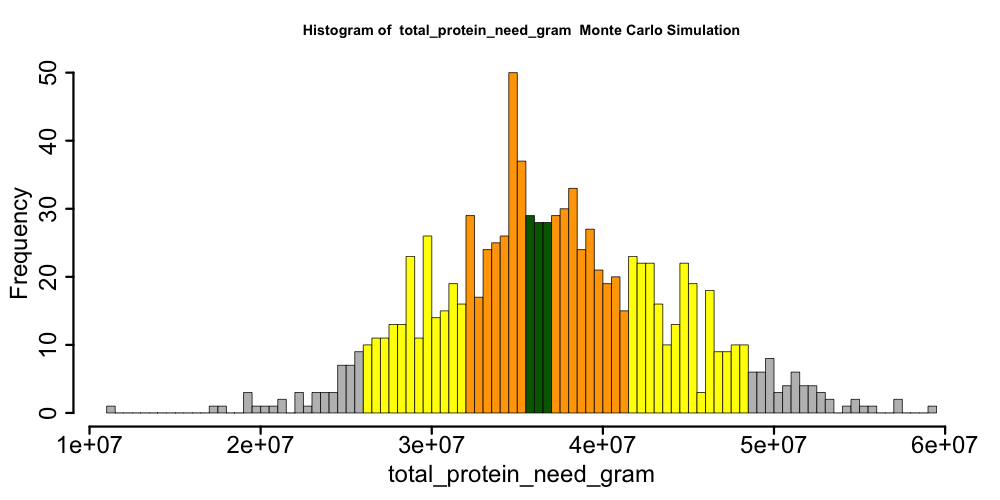 Histogram of  total_protein_need_gram  Monte Carlo Simulation
50
40
30
20
10
0
Frequency
1e+07 2e+07 3e+07 4e+07 5e+07 6e+07
total_protein_need_gram